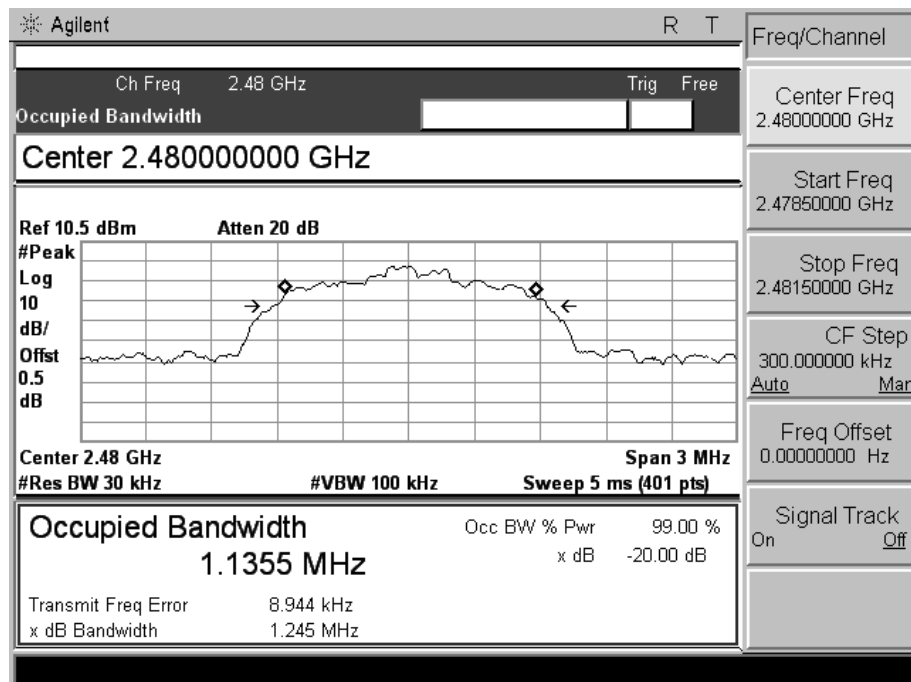 Agilent R T
Freq/Channel
Ch Freq 2.48 GHz Trig Free
Occupied Bandwidth
Center 2.480000000 GHz
Ref 10.5 dBm Atten 20 dB
#Peak
Log
10
dB/
Offst
0.5
dB
Center 2.48 GHz Span 3 MHz
#Res BW 30 kHz #VBW 100 kHz Sweep 5 ms (401 pts)
Occupied Bandwidth
1.1355 MHz
Occ BW % Pwr 99.00 %
x dB -20.00 dB
Transmit Freq Error 8.944 kHz
x dB Bandwidth 1.245 MHz
Center Freq
2.48000000 GHz
Start Freq
2.47850000 GHz
Stop Freq
2.48150000 GHz
CF Step
300.000000 kHz
Auto Man
Freq Offset
0.00000000 Hz
Signal Track
On Off